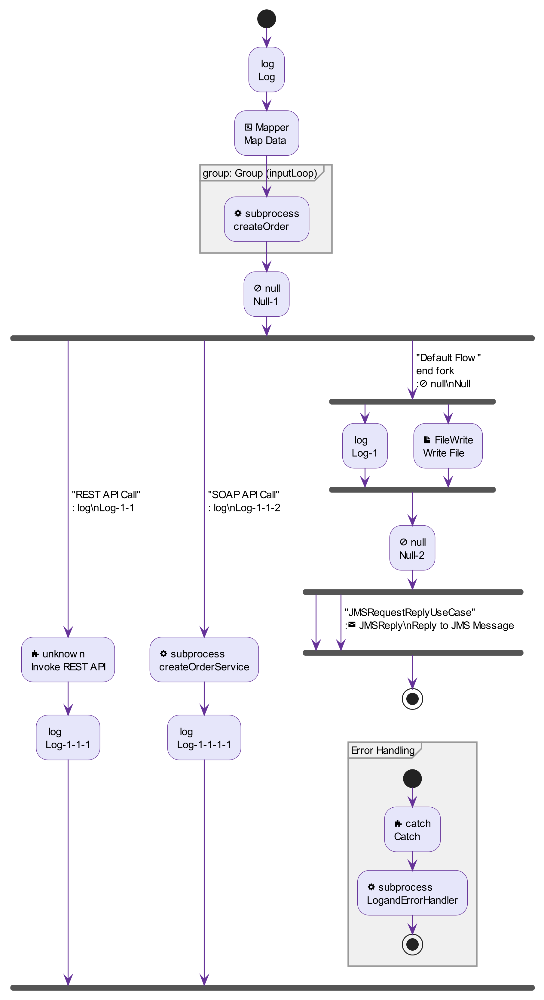 log
Log
Mapper
Map Data
group: Group (inputLoop)
subprocess
createOrder
null
Null-1
"Default Flow"
end fork
: null\nNull
log
Log-1
FileWrite
Write File
"REST API Call"
: log\nLog-1-1
"SOAP API Call"
: log\nLog-1-1-2
null
Null-2
"JMSRequestReplyUseCase"
: JMSReply\nReply to JMS Message
unknown
Invoke REST API
subprocess
createOrderService
log
Log-1-1-1
log
Log-1-1-1-1
Error Handling
catch
Catch
subprocess
LogandErrorHandler